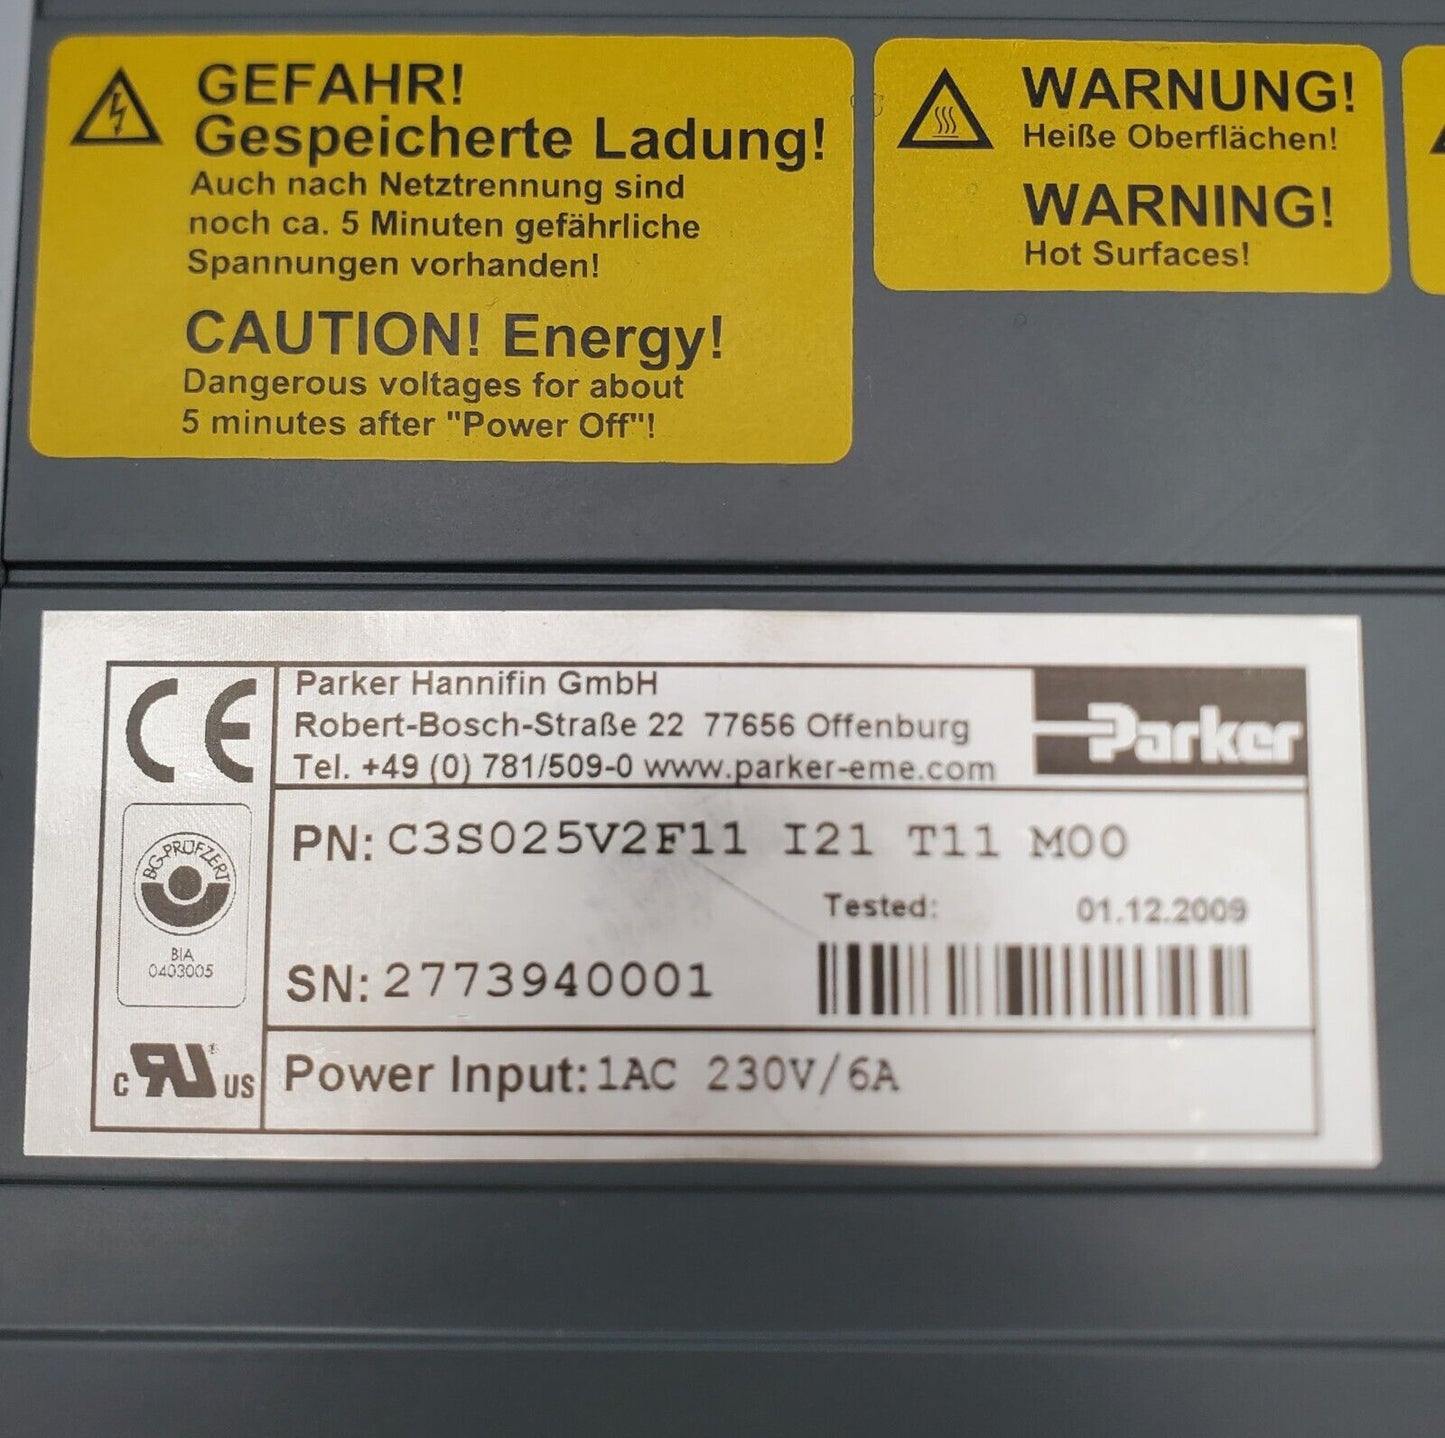 GEFAHR!
Gespeicherte Ladung!
Auch nach Netztrennung sind
noch ca. 5 Minuten gefährliche
Spannungen vorhanden!
CAUTION! Energy!
Dangerous voltages for about
5 minutes after "Power Off"!
WARNUNG!
Heiße Oberflächen!
WARNING!
Hot Surfaces!
CE
Parker Hannifin GmbH
Robert-Bosch-Straße 22 77656 Offenburg
Tel. +49 (0) 781/509-0 www.parker-eme.com
Parker
BG-PRÜFZERT
BIA
0403005
PN: C3S025V2F11 I21 T11 M00
Tested: 01.12.2009
SN: 2773940001
c RU US
Power Input: 1AC 230V/6A